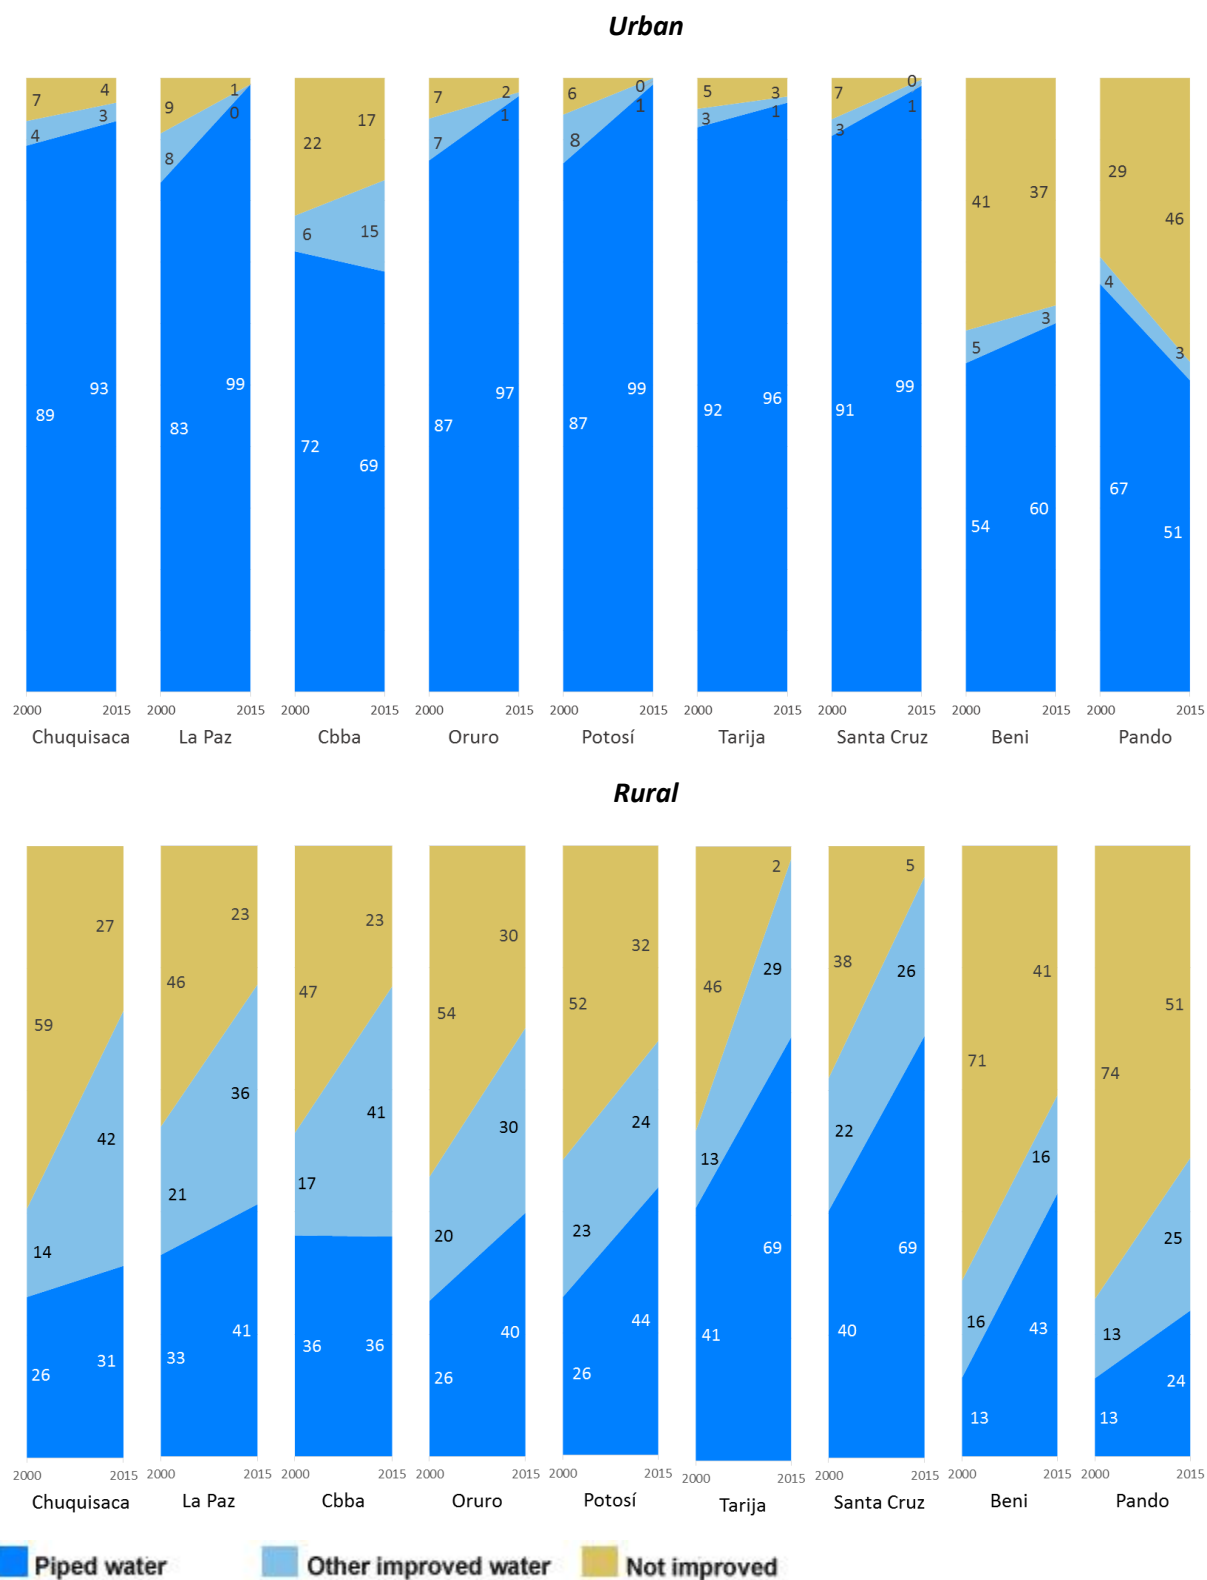 Urban
7 4 9 1 22 17 7 2 6 0 5 3 7 0 41 37 29 46
4 3 8 0 6 15 7 1 8 1 3 1 3 1 5 3 4 3
89 93 83 99 72 69 87 97 87 99 92 96 91 99 54 60 67 51
2000 2015 2000 2015 2000 2015 2000 2015 2000 2015 2000 2015 2000 2015 2000 2015 2000 2015
Chuquisaca La Paz Cbba Oruro Potosí Tarija Santa Cruz Beni Pando
Rural
59 27 46 23 47 23 54 30 52 32 46 2 38 5 71 41 74 51
14 42 21 36 17 41 20 30 23 24 13 29 22 26 16 16 13 25
26 31 33 41 36 36 26 40 26 44 41 69 40 69 13 43 13 24
2000 2015 2000 2015 2000 2015 2000 2015 2000 2015 2000 2015 2000 2015 2000 2015 2000 2015
Chuquisaca La Paz Cbba Oruro Potosí Tarija Santa Cruz Beni Pando
Piped water Other improved water Not improved